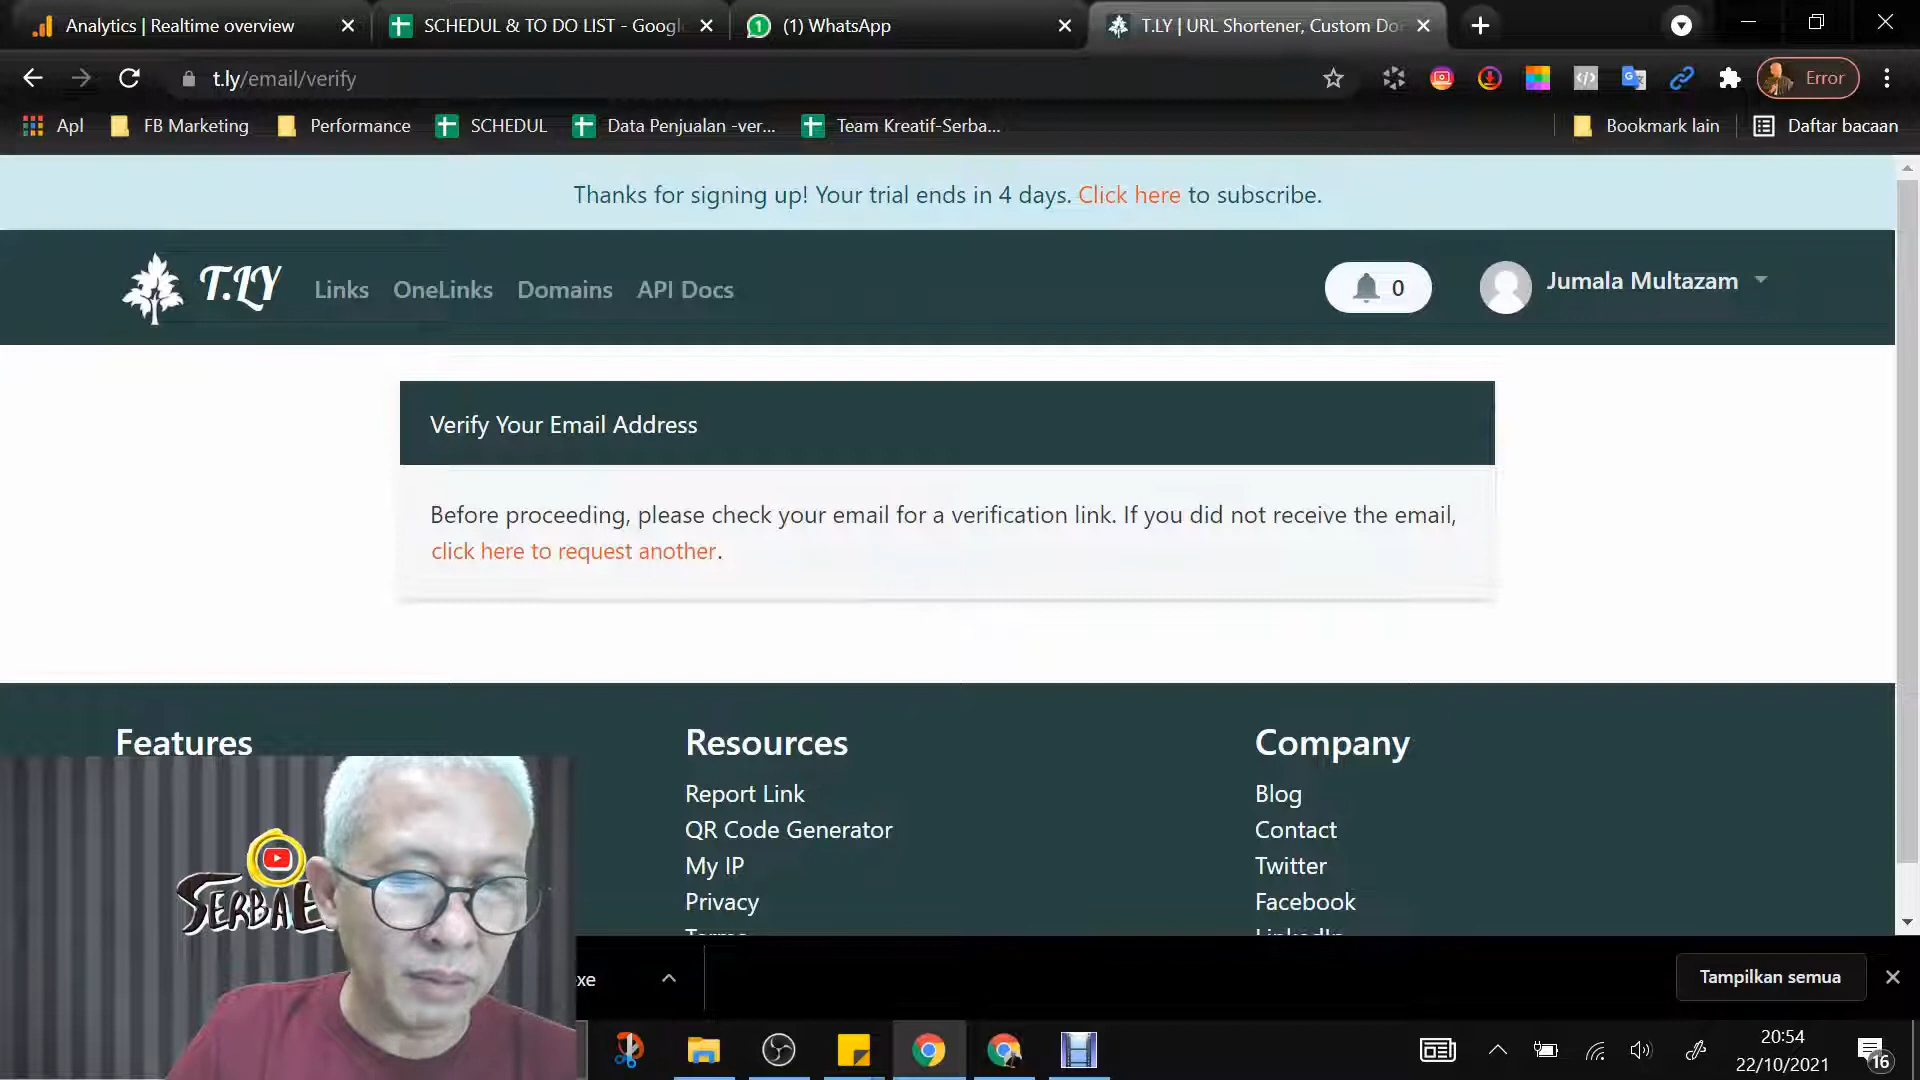 Analytics | Realtime overview
SCHEDUL & TO DO LIST - Googl
(1) WhatsApp
T.LY | URL Shortener, Custom Do
t.ly/email/verify
Error
Apl
FB Marketing
Performance
SCHEDUL
Data Penjualan -ver...
Team Kreatif-Serba...
Bookmark lain
Daftar bacaan
Thanks for signing up! Your trial ends in 4 days. Click here to subscribe.
T.LY
Links
OneLinks
Domains
API Docs
0
Jumala Multazam
Verify Your Email Address
Before proceeding, please check your email for a verification link. If you did not receive the email,
click here to request another.
Features
Resources
Company
Report Link
Blog
QR Code Generator
Contact
My IP
Twitter
Privacy
Facebook
Terms
LinkedIn
SERBA
xe
Tampilkan semua
20:54
22/10/2021
16